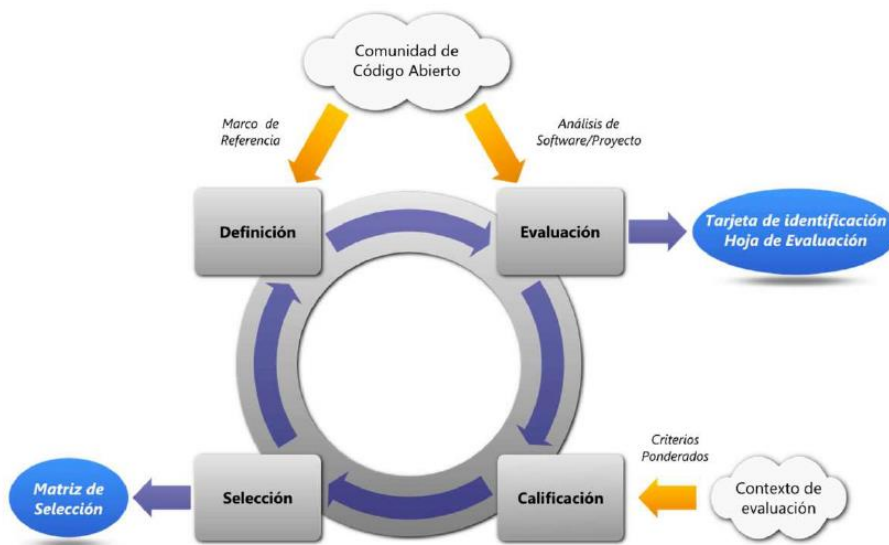 Comunidad de
Código Abierto
Marco de
Referencia
Análisis de
Software/Proyecto
Definición
Evaluación
Tarjeta de identificación
Hoja de Evaluación
Criterios
Ponderados
Matriz de
Selección
Selección
Calificación
Contexto de
evaluación